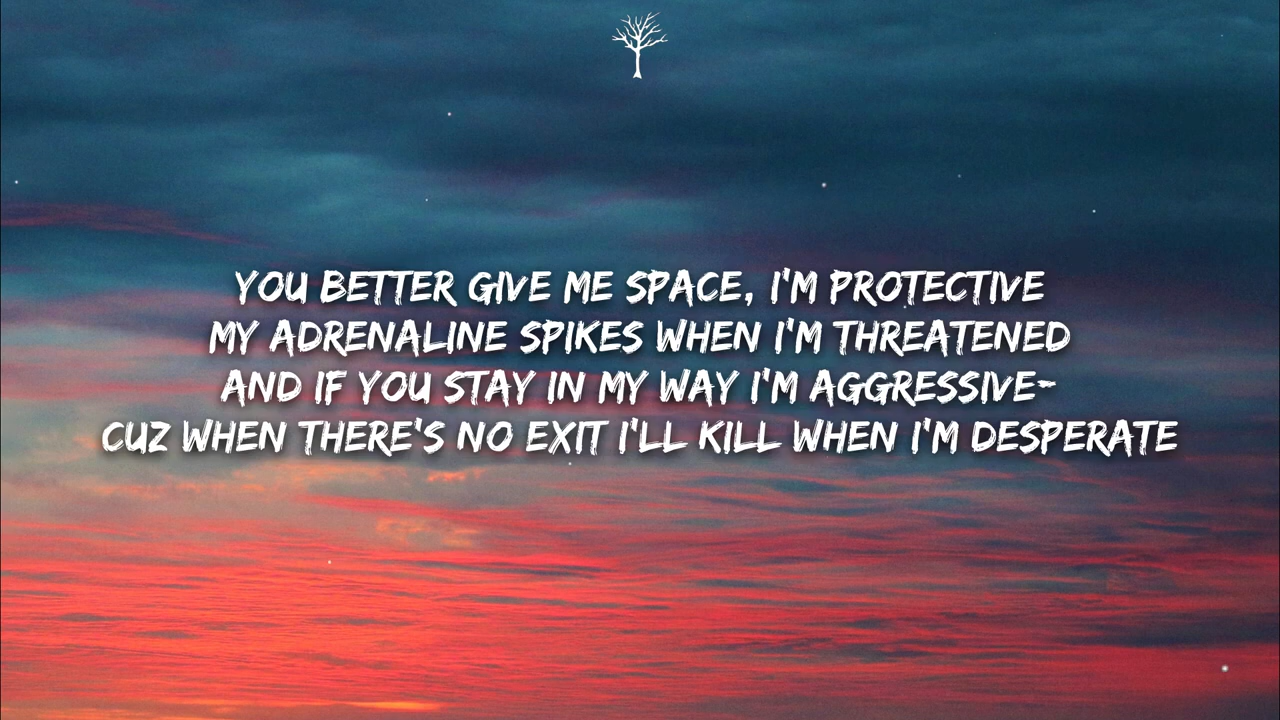 YOU BETTER GIVE ME SPACE, I'M PROTECTIVE
MY ADRENALINE SPIKES WHEN I'M THREATENED
AND IF YOU STAY IN MY WAY I'M AGGRESSIVE-
CUZ WHEN THERE'S NO EXIT I'LL KILL WHEN I'M DESPERATE